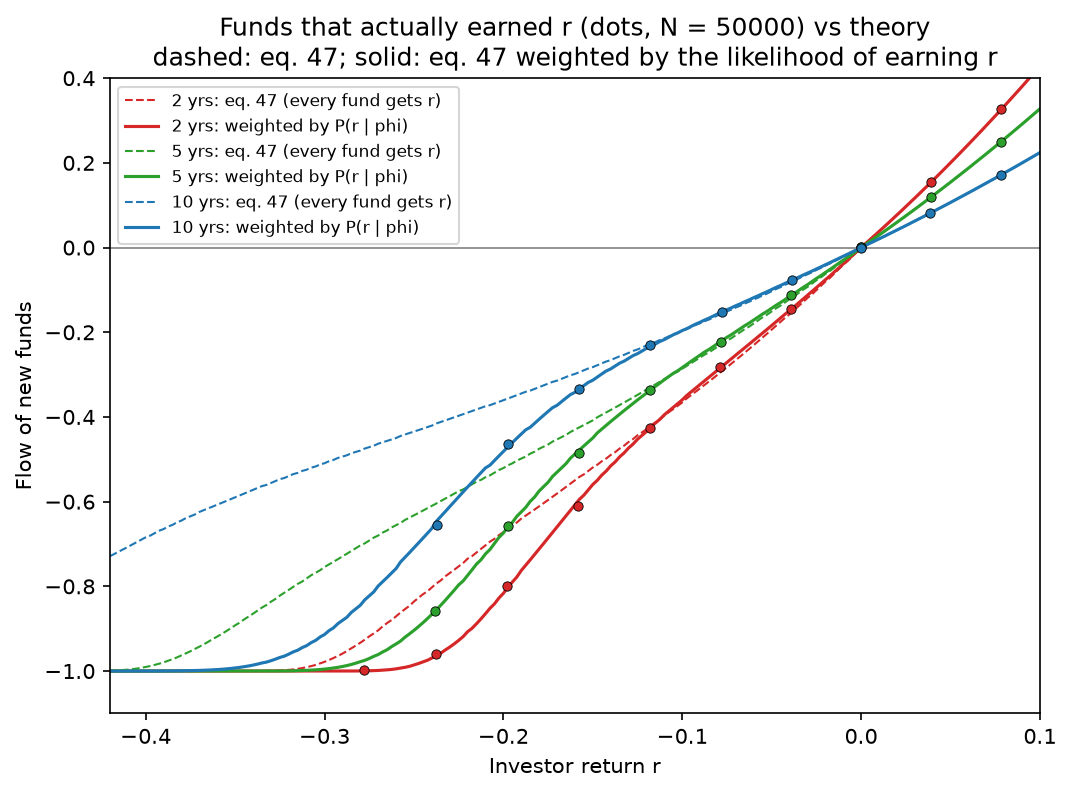 Funds that actually earned r (dots, N = 50000) vs theory
dashed: eq. 47; solid: eq. 47 weighted by the likelihood of earning r
2 yrs: eq. 47 (every fund gets r)
2 yrs: weighted by P(r | phi)
5 yrs: eq. 47 (every fund gets r)
5 yrs: weighted by P(r | phi)
10 yrs: eq. 47 (every fund gets r)
10 yrs: weighted by P(r | phi)
Flow of new funds
0.4
0.2
0.0
−0.2
−0.4
−0.6
−0.8
−1.0
−0.4
−0.3
−0.2
−0.1
0.0
0.1
Investor return r